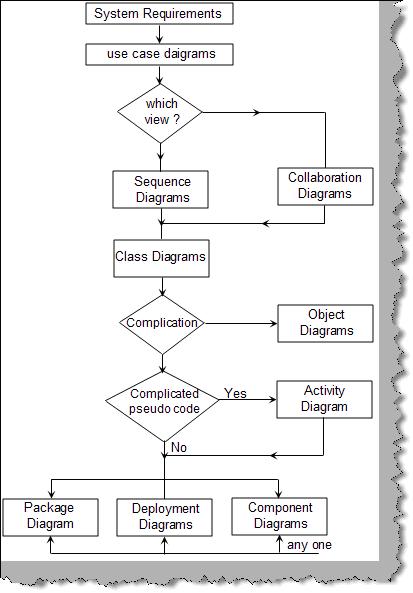 System Requirements
use case daigrams
which
view ?
Sequence
Diagrams
Collaboration
Diagrams
Class Diagrams
Complication
Object
Diagrams
Complicated
pseudo code
Yes
Activity
Diagram
No
Package
Diagram
Deployment
Diagrams
Component
Diagrams
any one